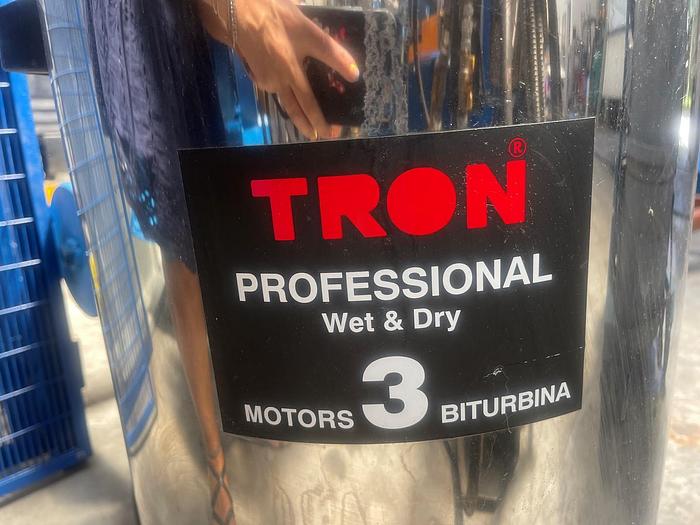 TRON®
PROFESSIONAL
Wet & Dry
MOTORS 3 BITURBINA